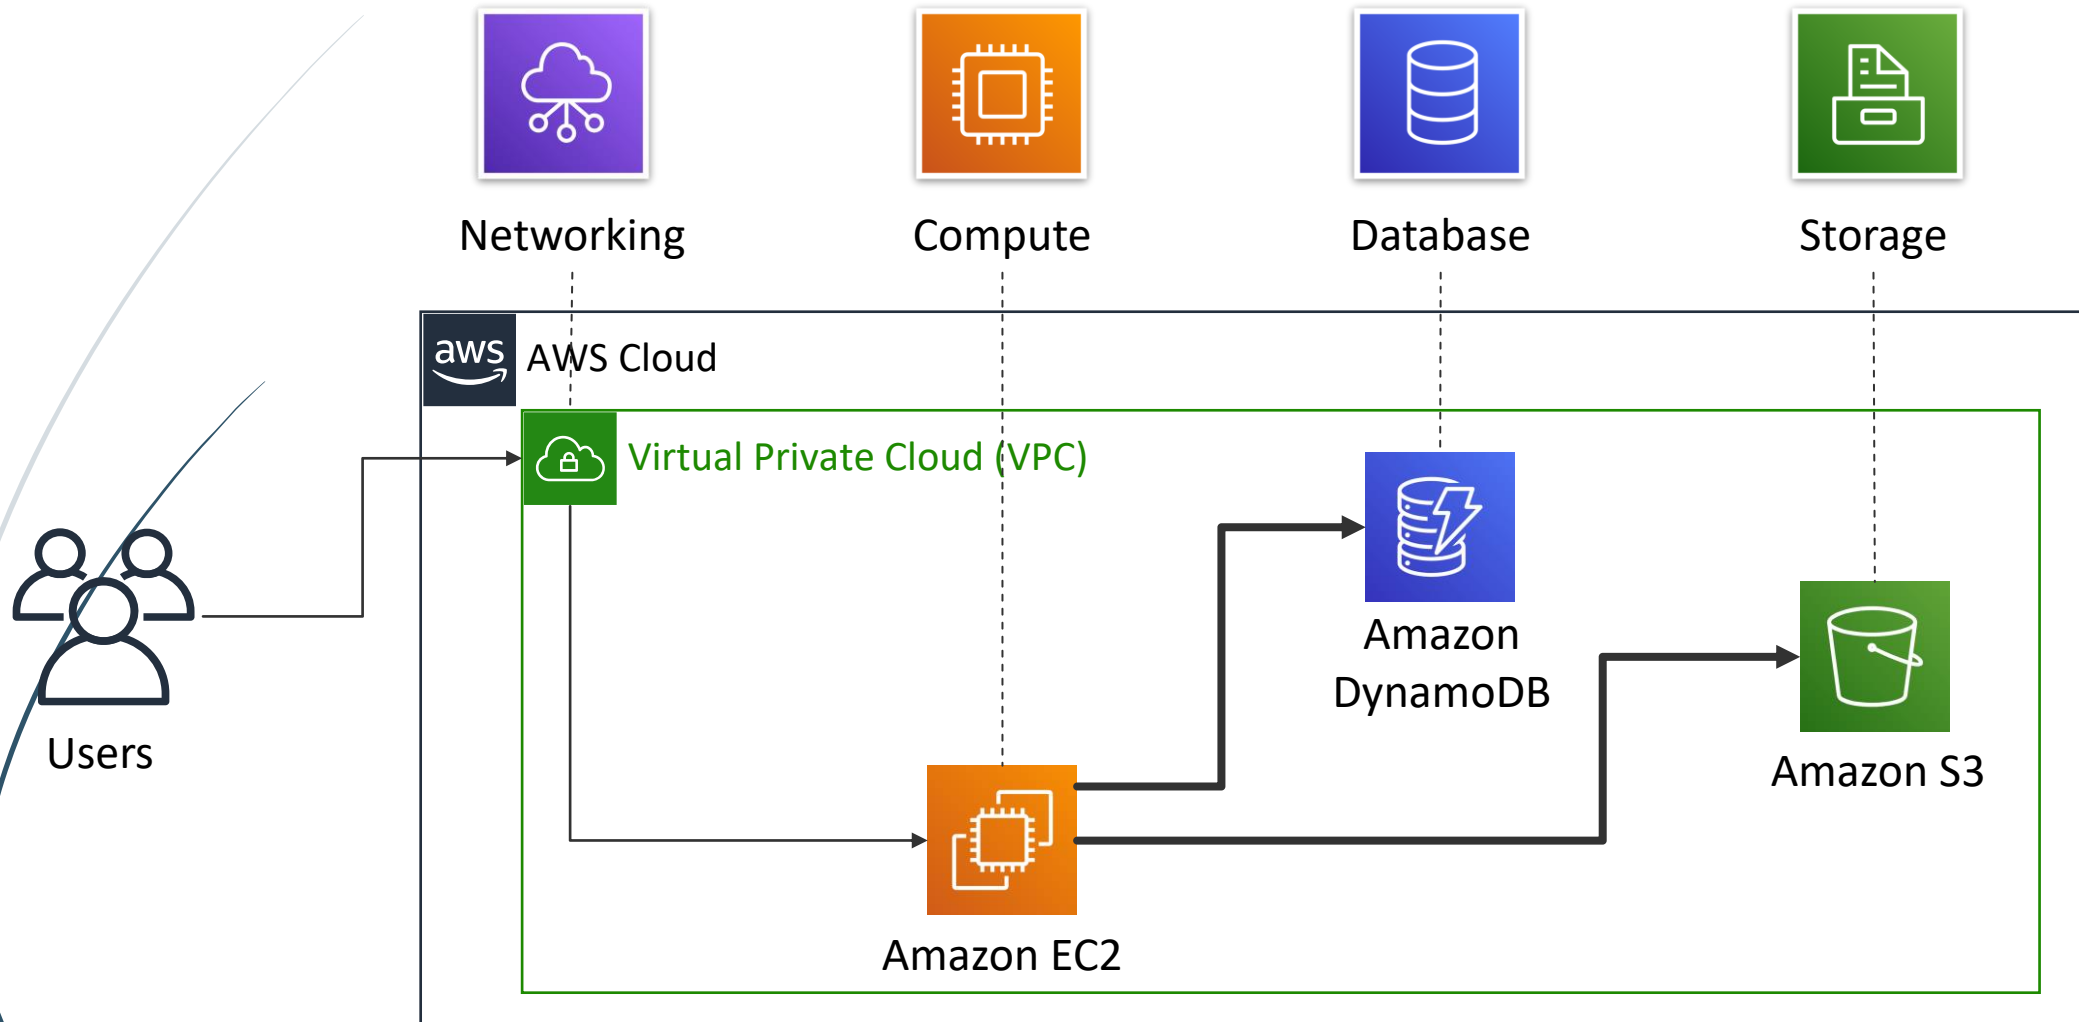 Networking
Compute
Database
Storage
aws
AWS Cloud
Virtual Private Cloud (VPC)
Amazon
DynamoDB
Users
Amazon S3
Amazon EC2